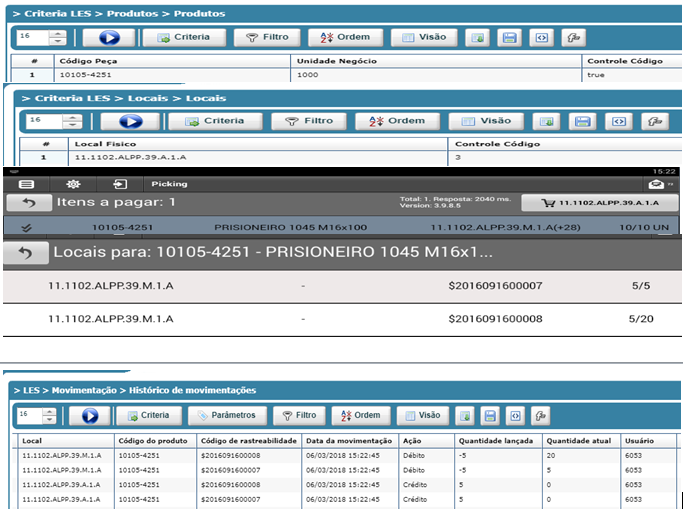 > Criteria LES > Produtos > Produtos
16 Criteria Filtro Ordem Visão
# Código Peça Unidade Negócio Controle Código
1 10105-4251 1000 true
> Criteria LES > Locais > Locais
16 Criteria Filtro Ordem Visão
# Local Físico Controle Código
1 11.1102.ALPP.39.A.1.A 3
15:22
Picking
Itens a pagar: 1 Total: 1. Resposta: 2040 ms. 11.1102.ALPP.39.A.1.A
Version: 3.9.8.5
10105-4251 PRISIONEIRO 1045 M16x100 11.1102.ALPP.39.M.1.A(+28) 10/10 UN
Locais para: 10105-4251 - PRISIONEIRO 1045 M16x1...
11.1102.ALPP.39.M.1.A - $2016091600007 5/5
11.1102.ALPP.39.M.1.A - $2016091600008 5/20
> LES > Movimentação > Histórico de movimentações
16 Criteria Parâmetros Filtro Ordem Visão
Local Código do produto Código de rastreabilidade Data da movimentação Ação Quantidade lançada Quantidade atual Usuário
11.1102.ALPP.39.M.1.A 10105-4251 $2016091600008 06/03/2018 15:22:45 Débito -5 20 6053
11.1102.ALPP.39.M.1.A 10105-4251 $2016091600007 06/03/2018 15:22:45 Débito -5 5 6053
11.1102.ALPP.39.A.1.A 10105-4251 $2016091600008 06/03/2018 15:22:45 Crédito 5 0 6053
11.1102.ALPP.39.A.1.A 10105-4251 $2016091600007 06/03/2018 15:22:45 Crédito 5 0 6053